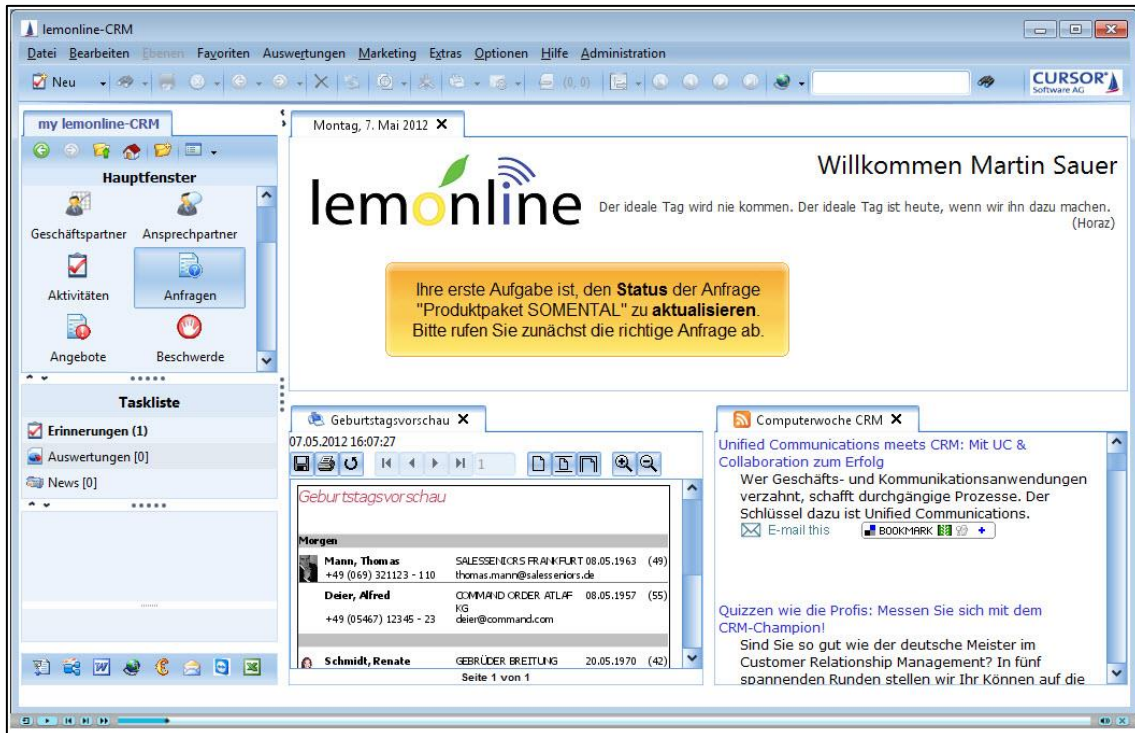 lemonline-CRM
Datei Bearbeiten Ebenen Favoriten Auswertungen Marketing Extras Optionen Hilfe Administration
Neu (0, 0) CURSOR
Software AG
my lemonline-CRM
Hauptfenster
Geschäftspartner Ansprechpartner
Aktivitäten Anfragen
Angebote Beschwerde
Taskliste
Erinnerungen (1)
Auswertungen [0]
News [0]
Montag, 7. Mai 2012
lemonline
Willkommen Martin Sauer
Der ideale Tag wird nie kommen. Der ideale Tag ist heute, wenn wir ihn dazu machen.
(Horaz)
Ihre erste Aufgabe ist, den Status der Anfrage
"Produktpaket SOMENTAL" zu aktualisieren.
Bitte rufen Sie zunächst die richtige Anfrage ab.
Geburtstagsvorschau
07.05.2012 16:07:27
1
Geburtstagsvorschau
Morgen
Mann, Thomas SALESSENIORS FRANKFURT 08.05.1963 (49)
+49 (069) 321123 - 110 thomas.mann@salesseniors.de
Deier, Alfred COMMAND ORDER ATLAF 08.05.1957 (55)
KG
+49 (05467) 12345 - 23 deier@command.com
Schmidt, Renate GEBRÜDER BREITUNG 20.05.1970 (42)
Seite 1 von 1
Computerwoche CRM
Unified Communications meets CRM: Mit UC &
Collaboration zum Erfolg
Wer Geschäfts- und Kommunikationsanwendungen
verzahnt, schafft durchgängige Prozesse. Der
Schlüssel dazu ist Unified Communications.
E-mail this BOOKMARK
Quizzen wie die Profis: Messen Sie sich mit dem
CRM-Champion!
Sind Sie so gut wie der deutsche Meister im
Customer Relationship Management? In fünf
spannenden Runden stellen wir Ihr Können auf die